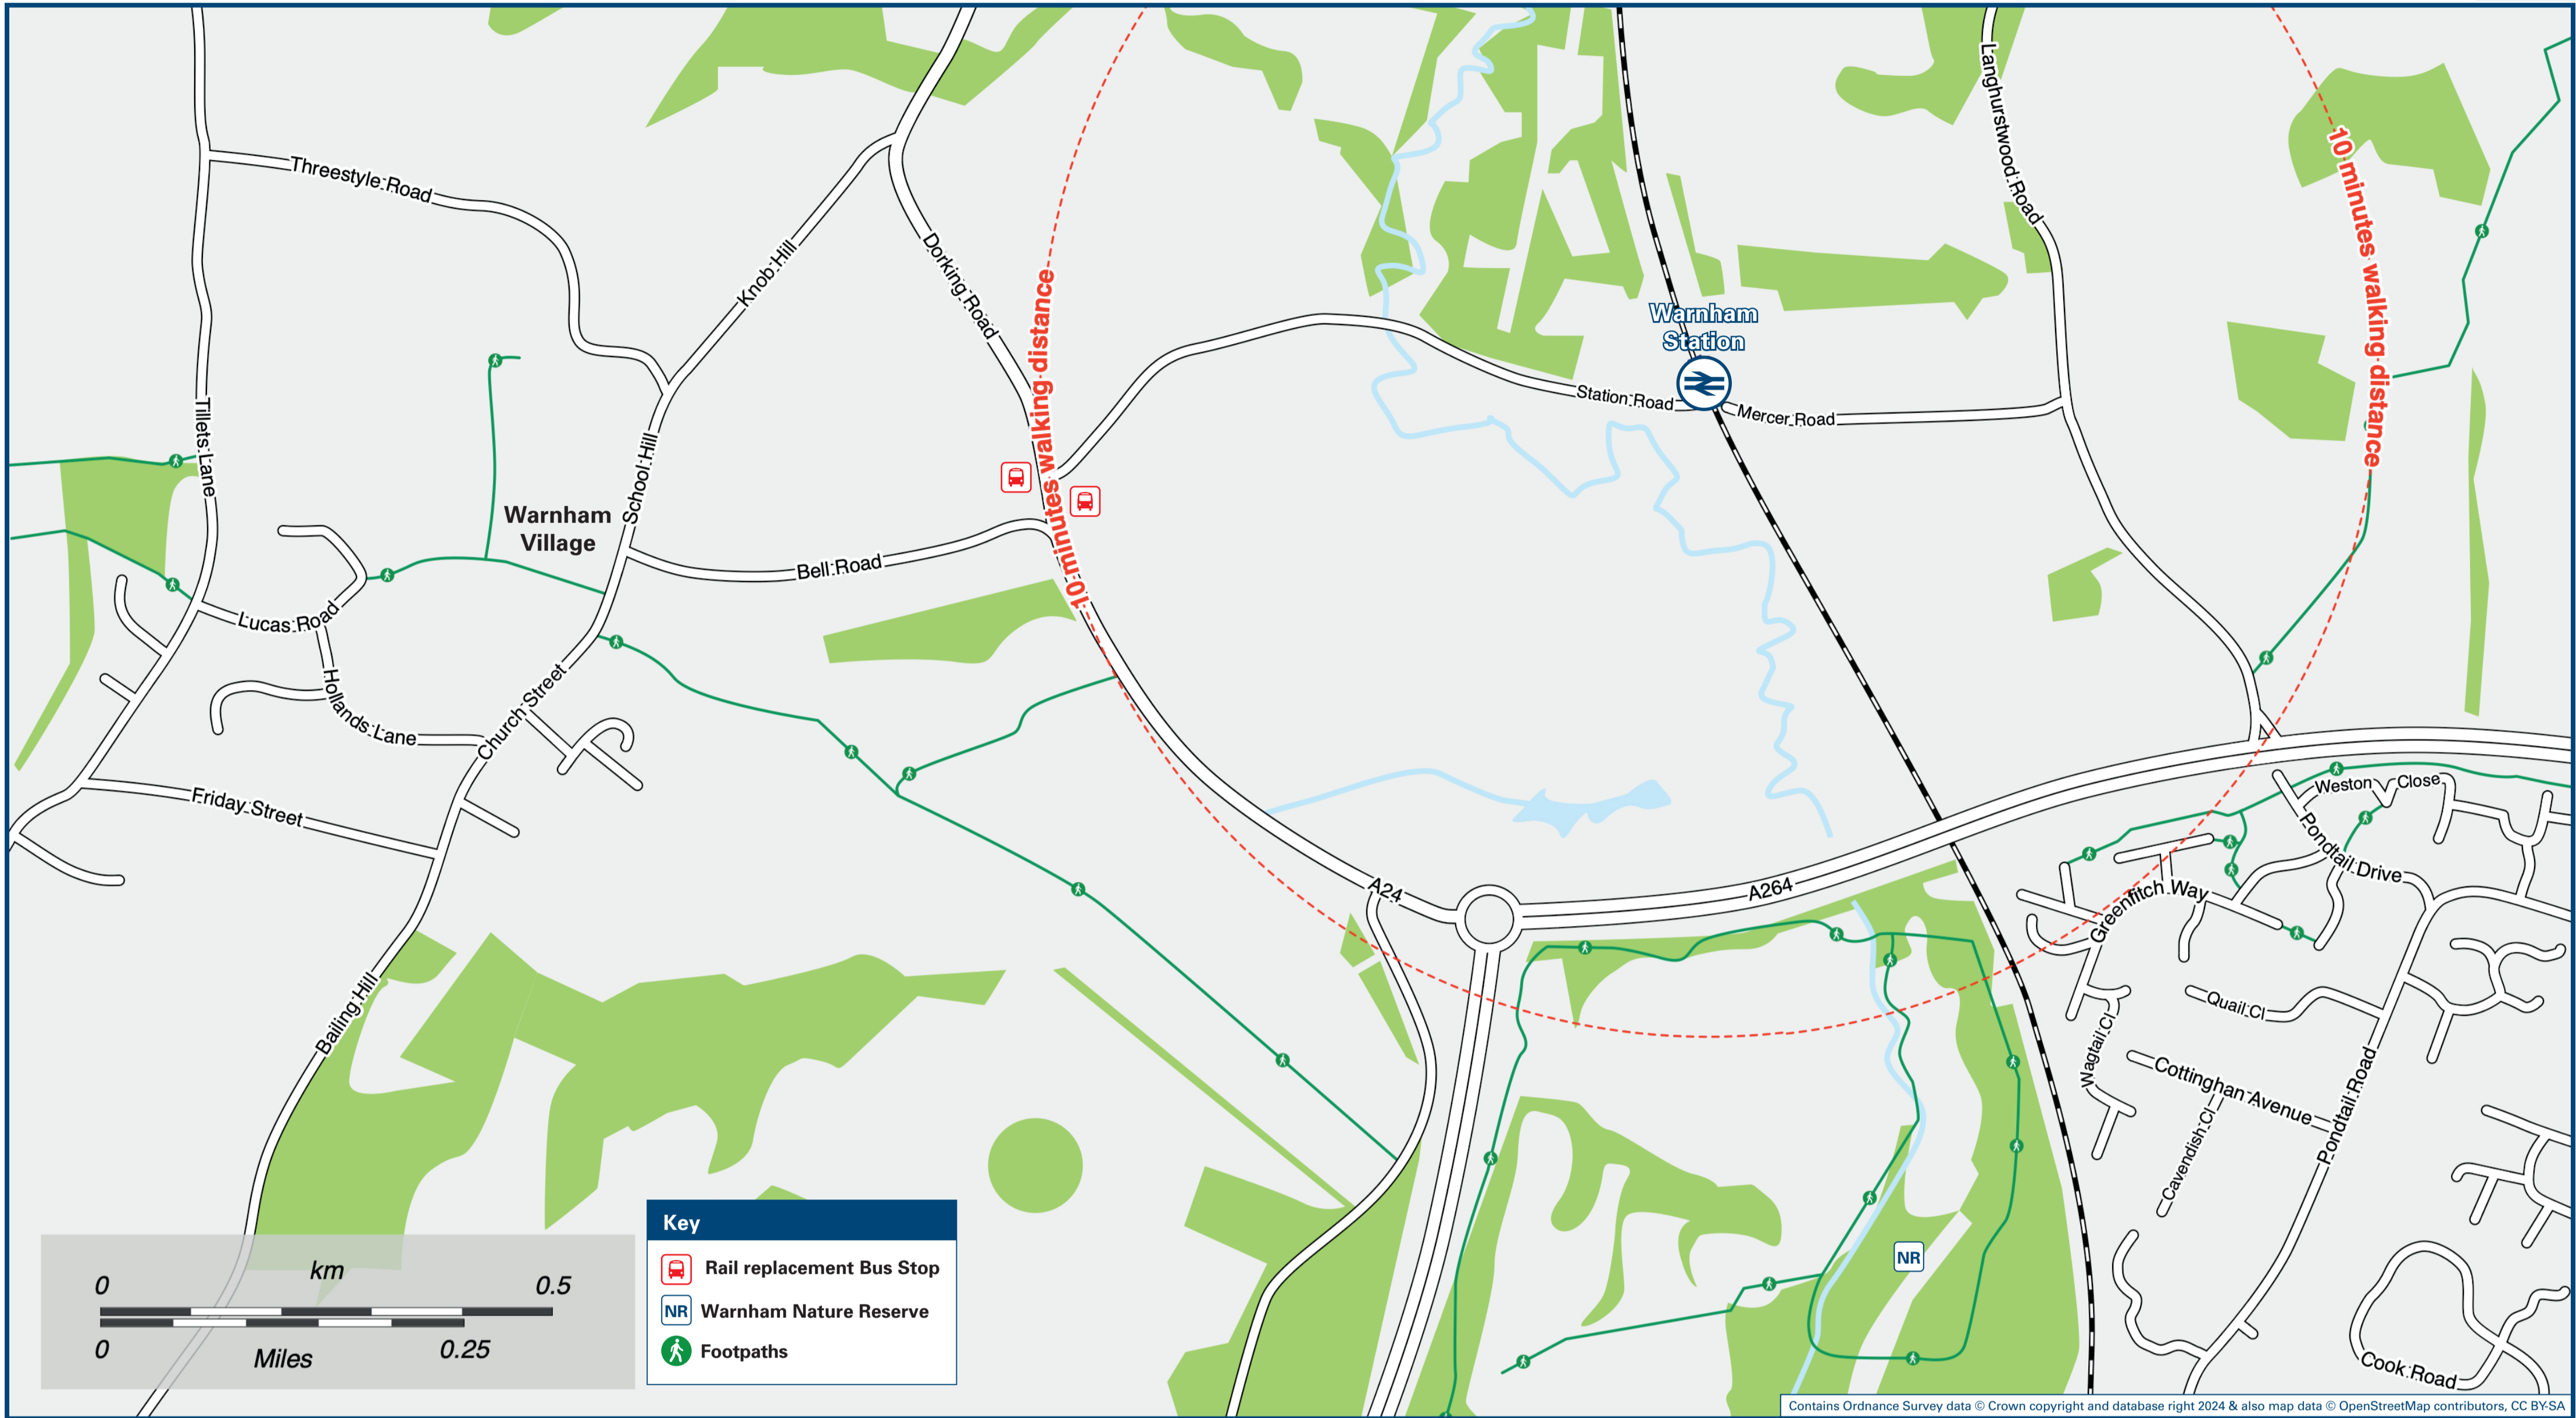 Langhurstwood Road
10 minutes walking distance
Threestyle Road
Knob Hill
Dorking Road
10 minutes walking distance
Warnham
Station
Station Road
Mercer Road
Tillets Lane
School Hill
Warnham
Village
Bell Road
Lucas Road
Hollands Lane
Church Street
Friday Street
Weston Close
Pondtail Drive
A24
A264
Greenfitch Way
Bailing Hill
Quail Cl
Wagtail Cl
Cottinghan Avenue
Cavendish Cl
Pondtail Road
NR
Cook Road
0 km 0.5
0 Miles 0.25
Key
Rail replacement Bus Stop
NR Warnham Nature Reserve
Footpaths
Contains Ordnance Survey data © Crown copyright and database right 2024 & also map data © OpenStreetMap contributors, CC BY-SA